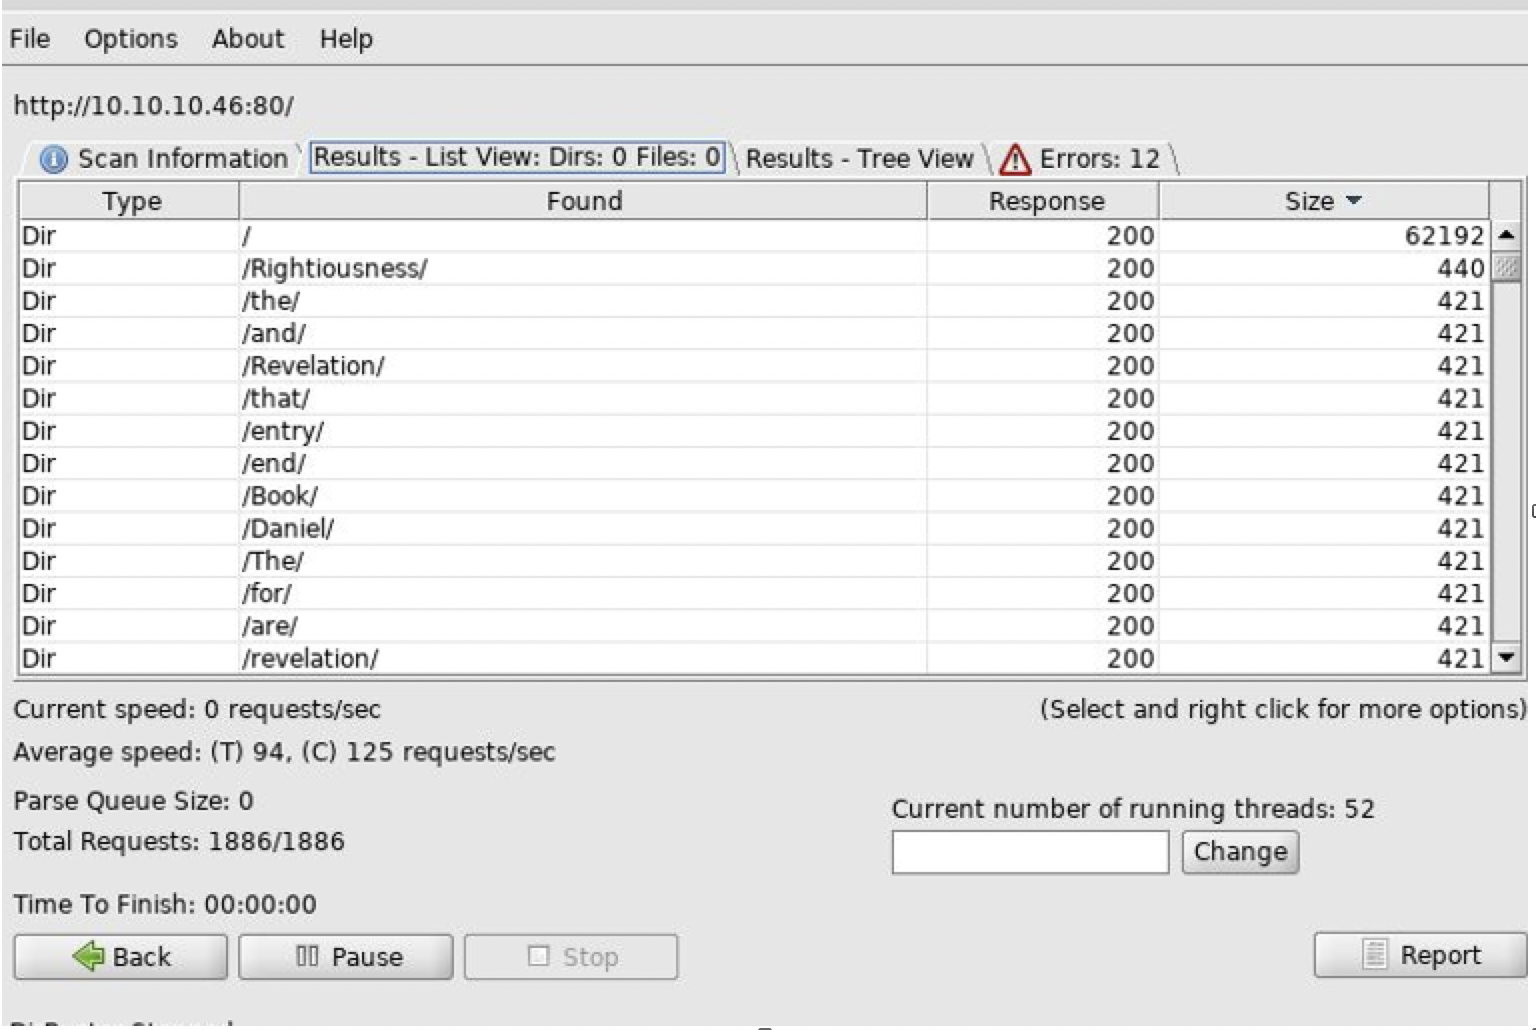 File Options About Help
http://10.10.10.46:80/
Scan Information Results - List View: Dirs: 0 Files: 0 Results - Tree View Errors: 12
Type Found Response Size
Dir / 200 62192
Dir /Rightiousness/ 200 440
Dir /the/ 200 421
Dir /and/ 200 421
Dir /Revelation/ 200 421
Dir /that/ 200 421
Dir /entry/ 200 421
Dir /end/ 200 421
Dir /Book/ 200 421
Dir /Daniel/ 200 421
Dir /The/ 200 421
Dir /for/ 200 421
Dir /are/ 200 421
Dir /revelation/ 200 421
Current speed: 0 requests/sec (Select and right click for more options)
Average speed: (T) 94, (C) 125 requests/sec
Parse Queue Size: 0
Current number of running threads: 52
Total Requests: 1886/1886
Change
Time To Finish: 00:00:00
Back Pause Stop Report